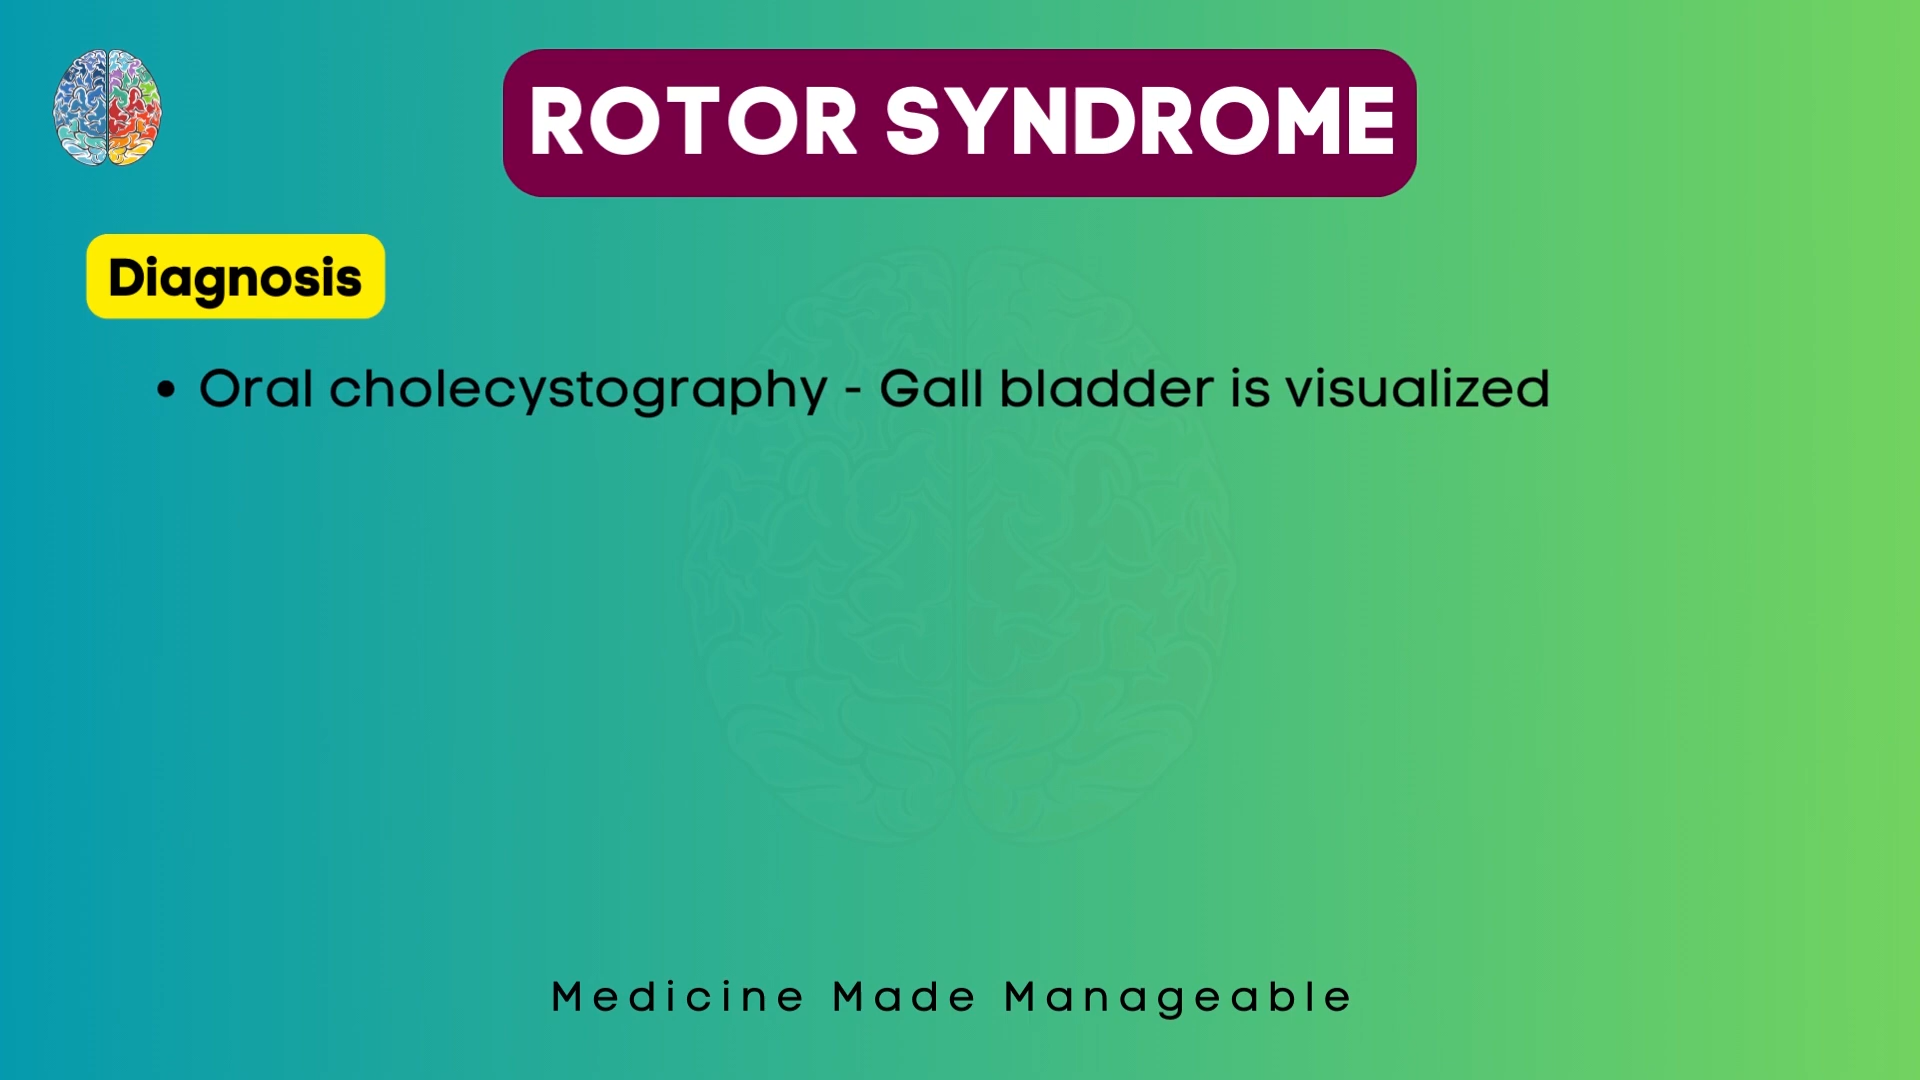 ROTOR SYNDROME
Diagnosis
• Oral cholecystography - Gall bladder is visualized
Medicine Made Manageable